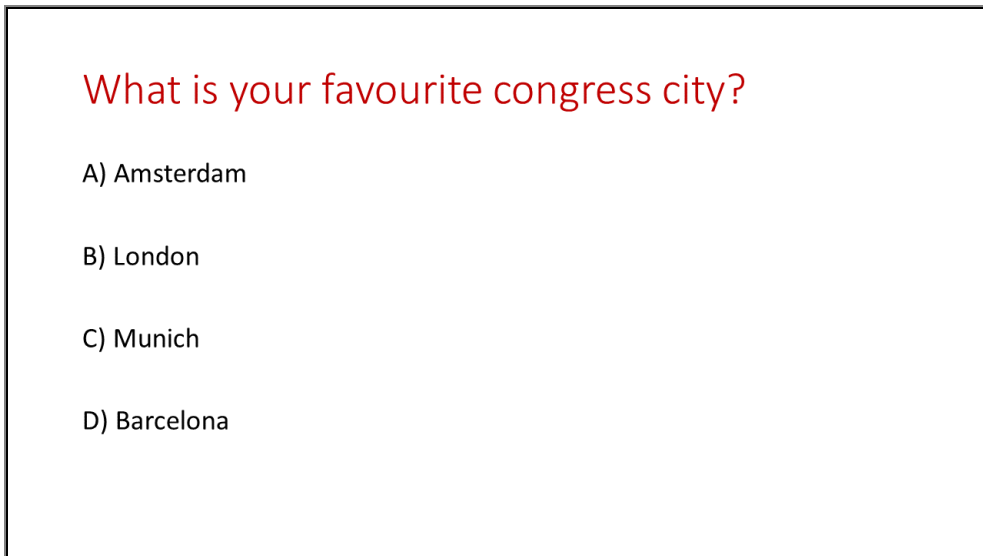 What is your favourite congress city?
A) Amsterdam
B) London
C) Munich
D) Barcelona